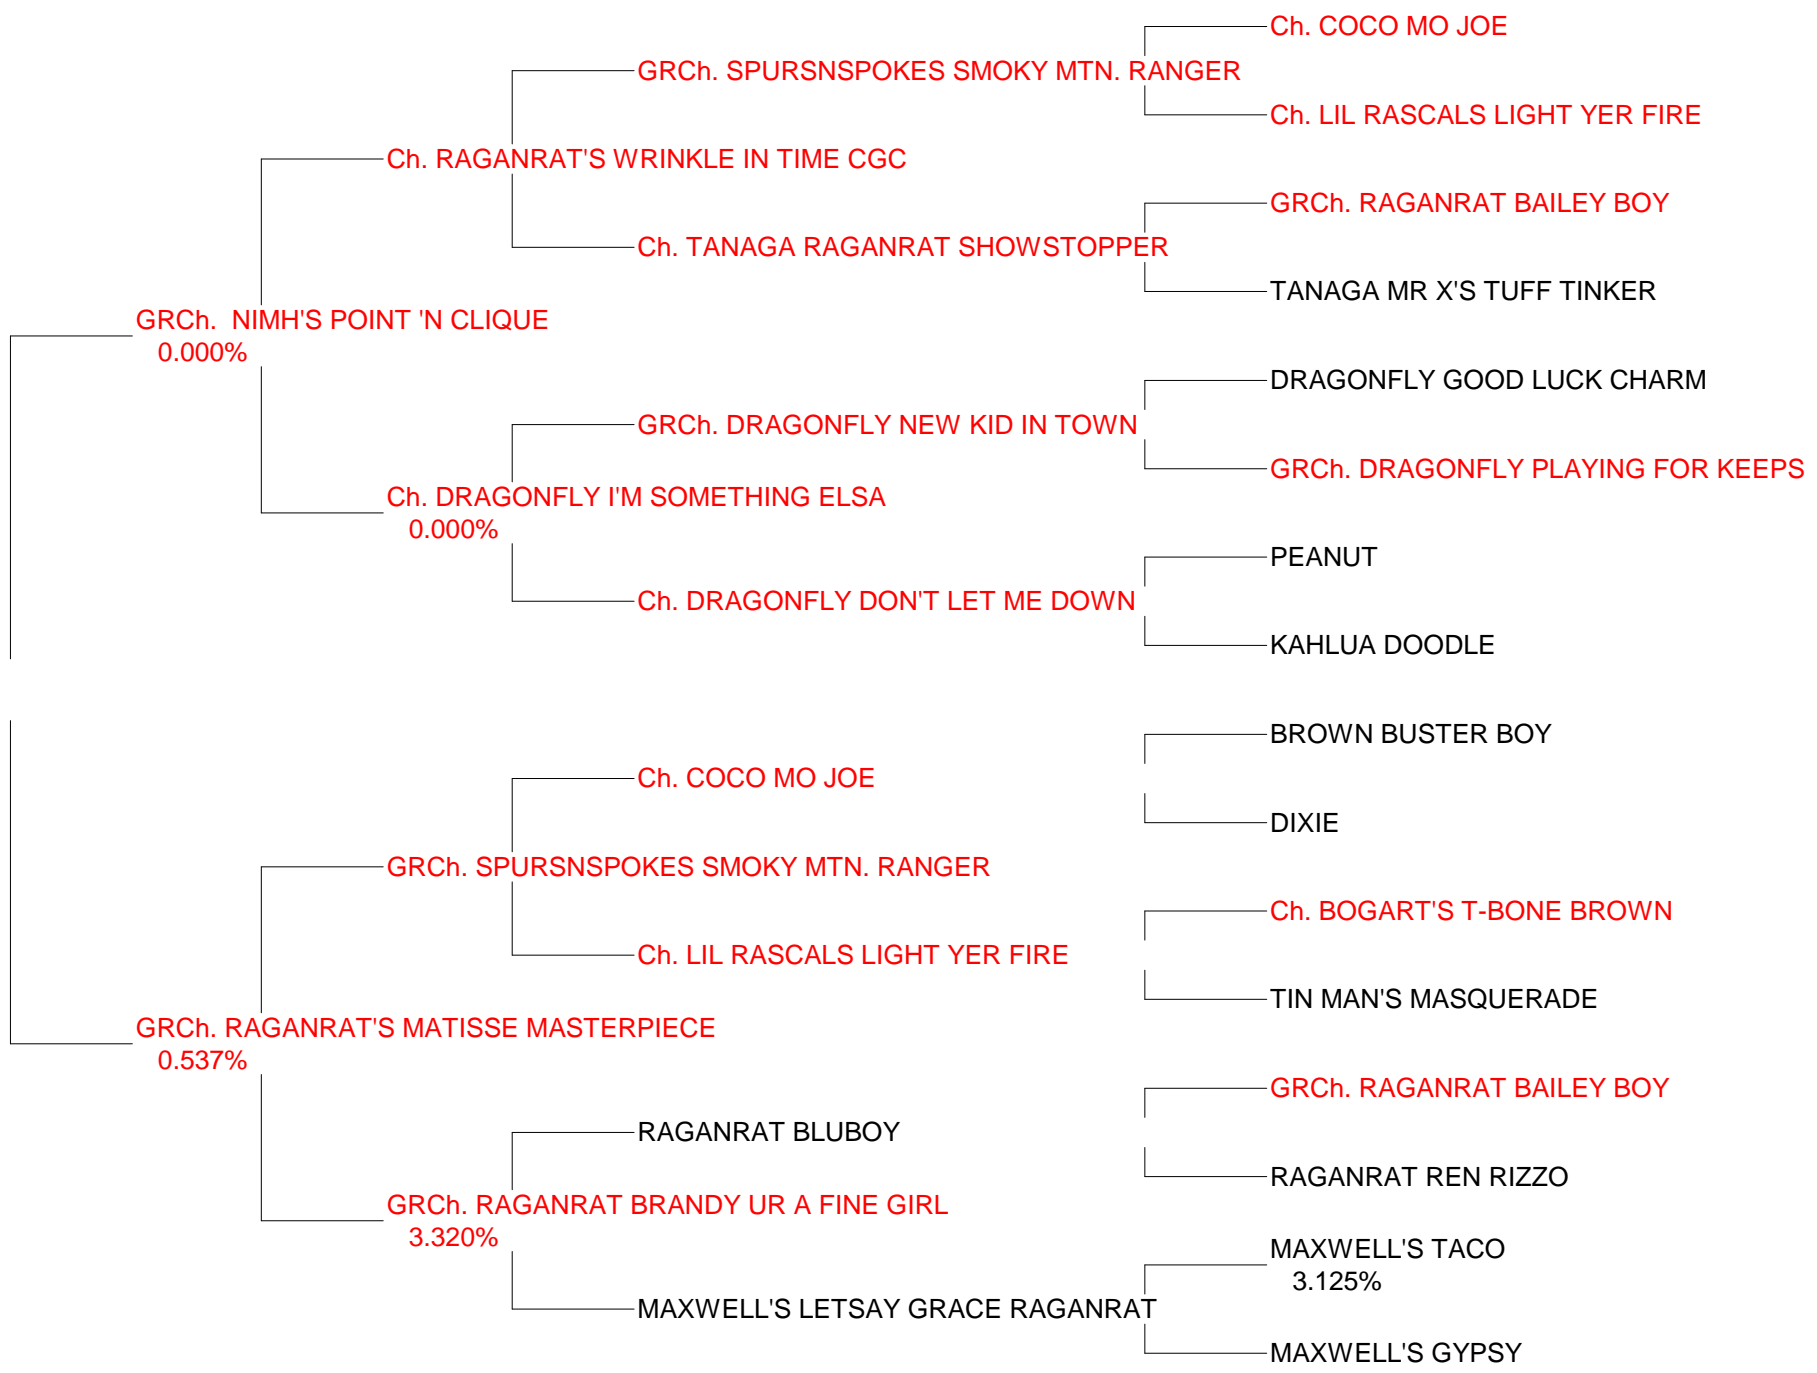 Ch. COCO MO JOE
GRCh. SPURSNSPOKES SMOKY MTN. RANGER
Ch. LIL RASCALS LIGHT YER FIRE
Ch. RAGANRAT'S WRINKLE IN TIME CGC
GRCh. RAGANRAT BAILEY BOY
Ch. TANAGA RAGANRAT SHOWSTOPPER
TANAGA MR X'S TUFF TINKER
GRCh. NIMH'S POINT 'N CLIQUE
0.000%
DRAGONFLY GOOD LUCK CHARM
GRCh. DRAGONFLY NEW KID IN TOWN
GRCh. DRAGONFLY PLAYING FOR KEEPS
Ch. DRAGONFLY I'M SOMETHING ELSA
0.000%
PEANUT
Ch. DRAGONFLY DON'T LET ME DOWN
KAHLUA DOODLE
BROWN BUSTER BOY
Ch. COCO MO JOE
DIXIE
GRCh. SPURSNSPOKES SMOKY MTN. RANGER
Ch. BOGART'S T-BONE BROWN
Ch. LIL RASCALS LIGHT YER FIRE
TIN MAN'S MASQUERADE
GRCh. RAGANRAT'S MATISSE MASTERPIECE
0.537%
GRCh. RAGANRAT BAILEY BOY
RAGANRAT BLUBOY
RAGANRAT REN RIZZO
GRCh. RAGANRAT BRANDY UR A FINE GIRL
3.320%
MAXWELL'S TACO
3.125%
MAXWELL'S LETSAY GRACE RAGANRAT
MAXWELL'S GYPSY